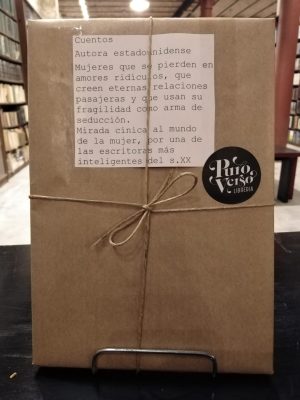 Cuentos
Autora estadounidense
Mujeres que se pierden en
amores ridículos, que
creen eternas relaciones
pasajeras y que usan su
fragilidad como arma de
seducción.
Mirada cínica al mundo
de la mujer, por una de
las escritoras más
inteligentes del s.XX
Puro
Verso
LIBRERÍA